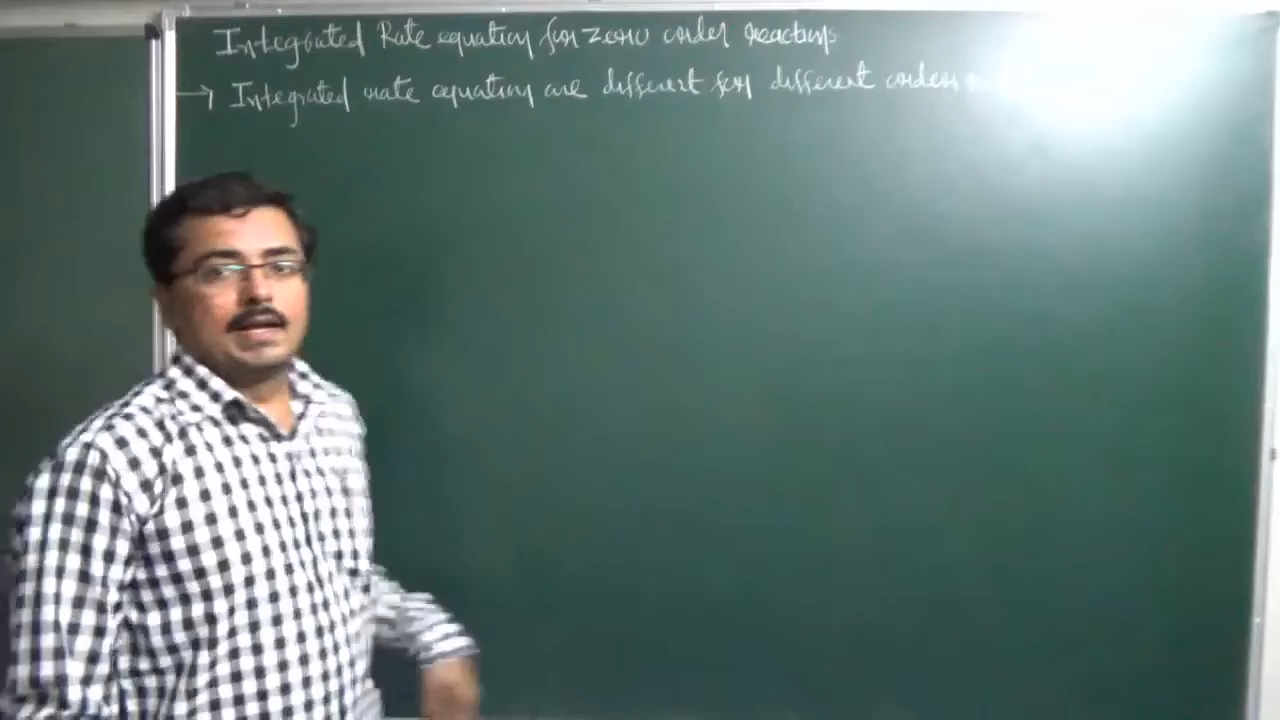 Integrated Rate equation for zero order reactions
→ Integrated rate equation are different for different orders